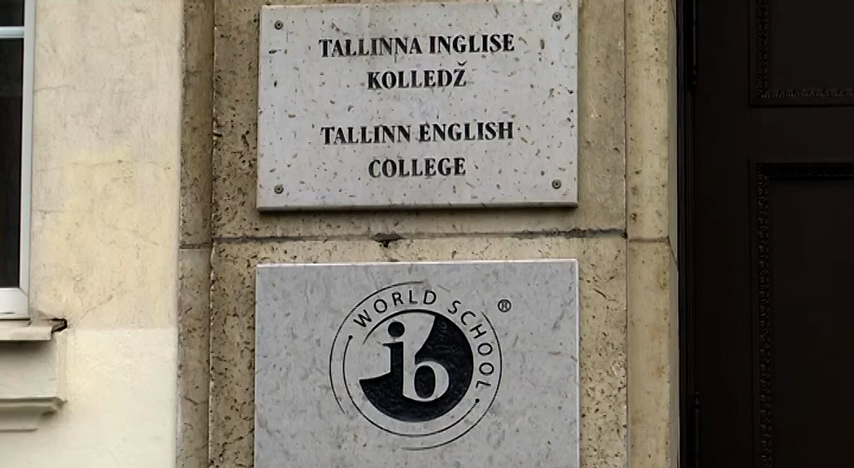 TALLINNA INGLISE
KOLLEDŽ
TALLINN ENGLISH
COLLEGE
WORLD SCHOOL ®
ib